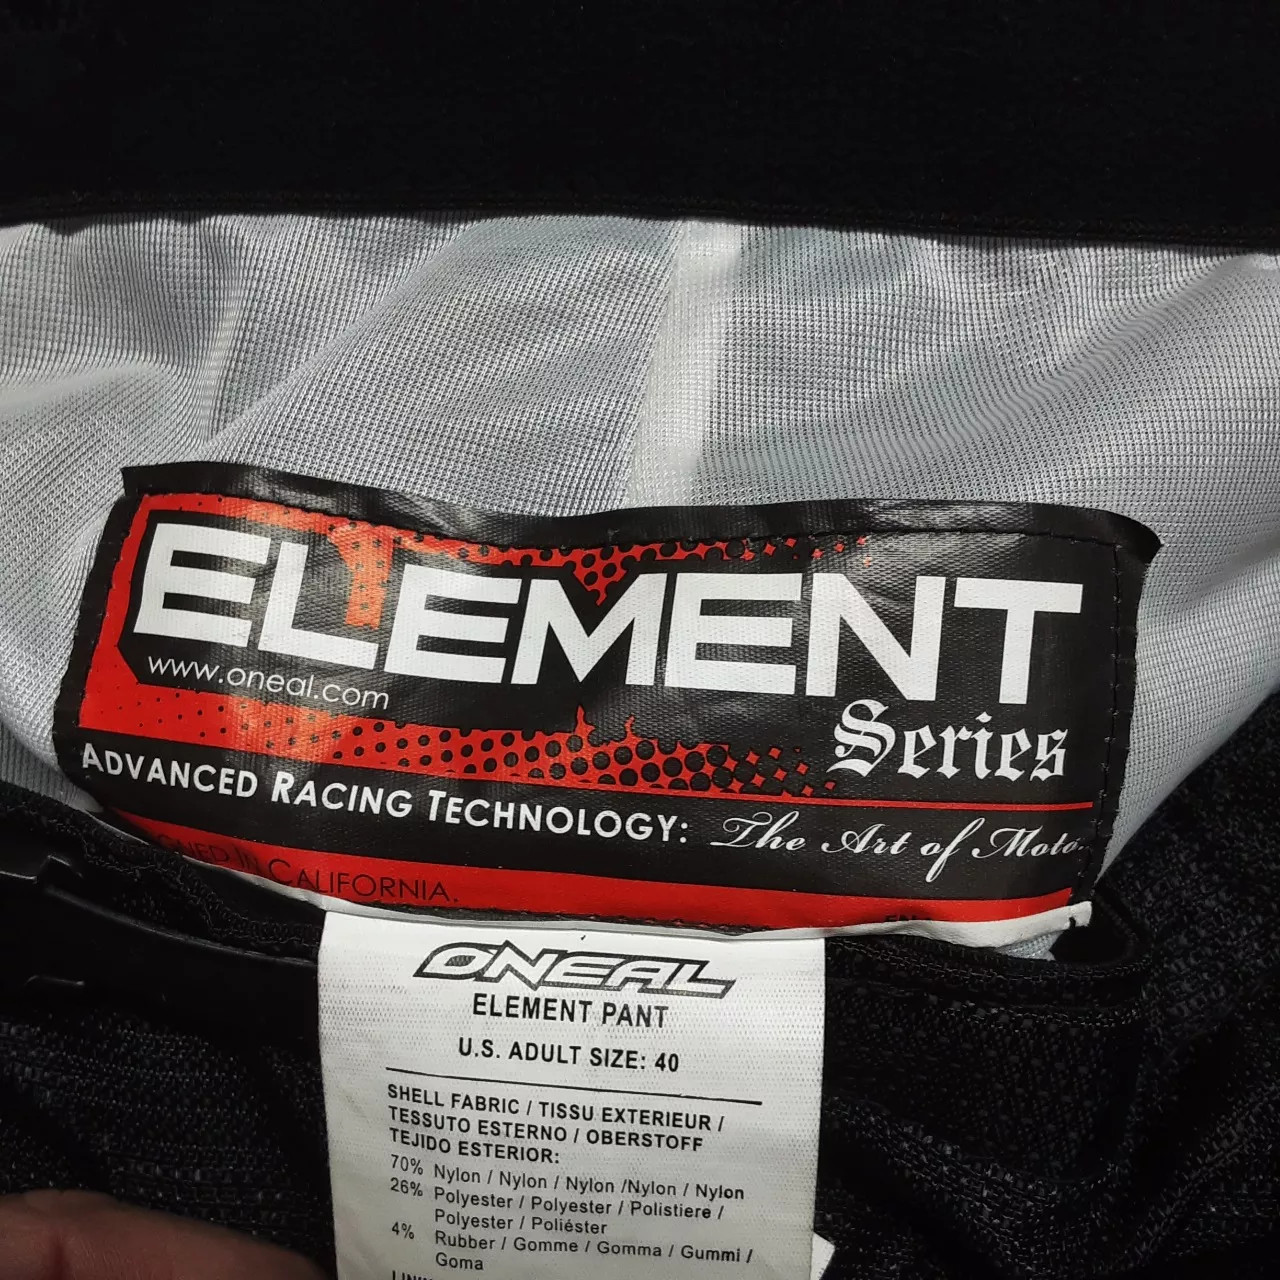 ELEMENT
www.oneal.com
Series
ADVANCED RACING TECHNOLOGY: The Art of Moto.
IN CALIFORNIA.
ONEAL
ELEMENT PANT
U.S. ADULT SIZE: 40
SHELL FABRIC / TISSU EXTERIEUR /
TESSUTO ESTERNO / OBERSTOFF
TEJIDO ESTERIOR:
70% Nylon / Nylon / Nylon /Nylon / Nylon
26% Polyester / Polyester / Polistiere /
Polyester / Poliéster
4% Rubber / Gomme / Gomma / Gummi /
Goma